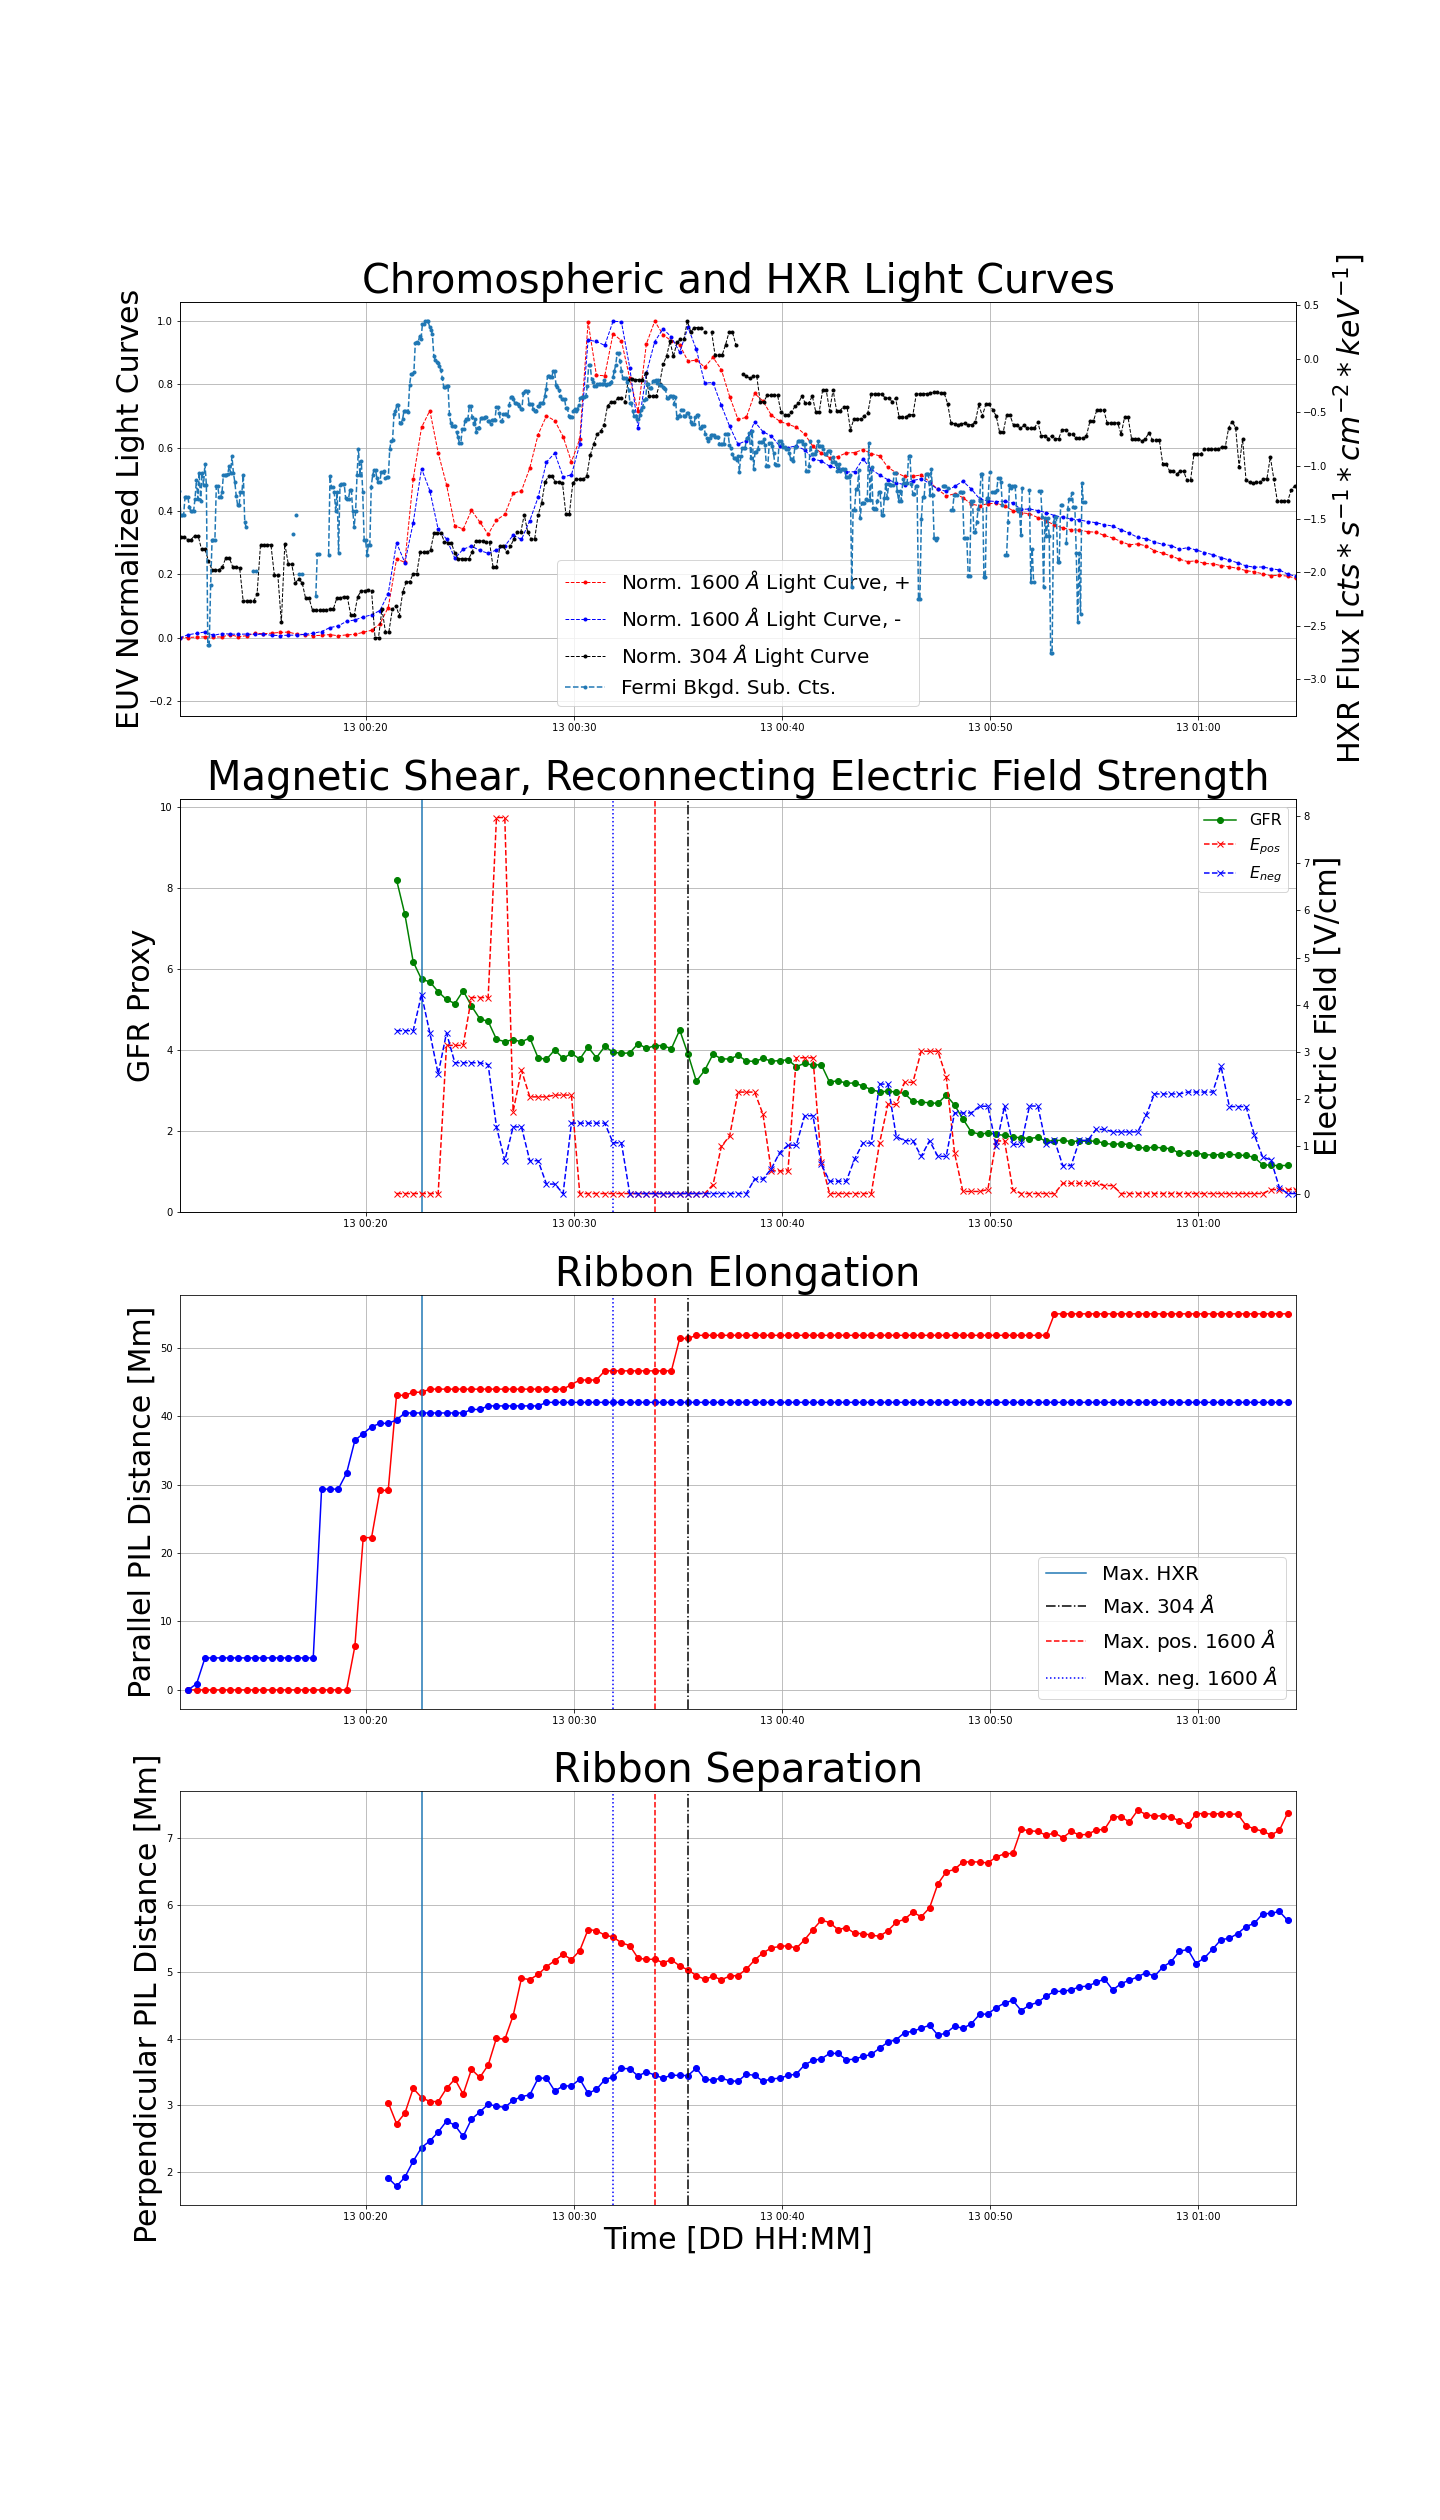 Chromospheric and HXR Light Curves
EUV Normalized Light Curves
1.0
0.8
0.6
0.4
0.2
0.0
−0.2
0.5
0.0
−0.5
−1.0
−1.5
−2.0
−2.5
−3.0
HXR Flux [cts * s⁻¹ * cm⁻² * keV⁻¹]
Norm. 1600 Å Light Curve, +
Norm. 1600 Å Light Curve, -
Norm. 304 Å Light Curve
Fermi Bkgd. Sub. Cts.
13 00:20 13 00:30 13 00:40 13 00:50 13 01:00
Magnetic Shear, Reconnecting Electric Field Strength
GFR Proxy
10
8
6
4
2
0
8
7
6
5
4
3
2
1
0
Electric Field [V/cm]
GFR
E_pos
E_neg
13 00:20 13 00:30 13 00:40 13 00:50 13 01:00
Ribbon Elongation
Parallel PIL Distance [Mm]
50
40
30
20
10
0
Max. HXR
Max. 304 Å
Max. pos. 1600 Å
Max. neg. 1600 Å
13 00:20 13 00:30 13 00:40 13 00:50 13 01:00
Ribbon Separation
Perpendicular PIL Distance [Mm]
7
6
5
4
3
2
13 00:20 13 00:30 13 00:40 13 00:50 13 01:00
Time [DD HH:MM]